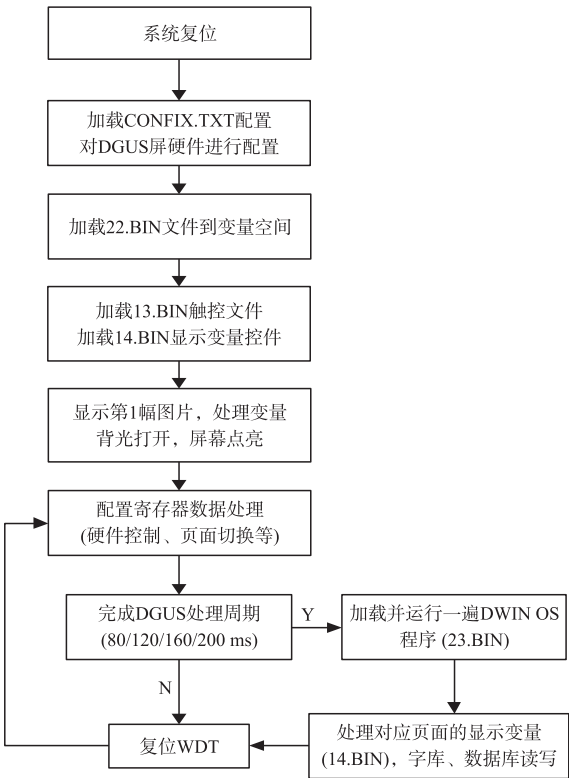 系统复位
加载CONFIX.TXT配置
对DGUS屏硬件进行配置
加载22.BIN文件到变量空间
加载13.BIN触控文件
加载14.BIN显示变量控件
显示第1幅图片，处理变量
背光打开，屏幕点亮
配置寄存器数据处理
(硬件控制、页面切换等)
完成DGUS处理周期
(80/120/160/200 ms)
Y
加载并运行一遍DWIN OS
程序 (23.BIN)
N
复位WDT
处理对应页面的显示变量
(14.BIN)，字库、数据库读写